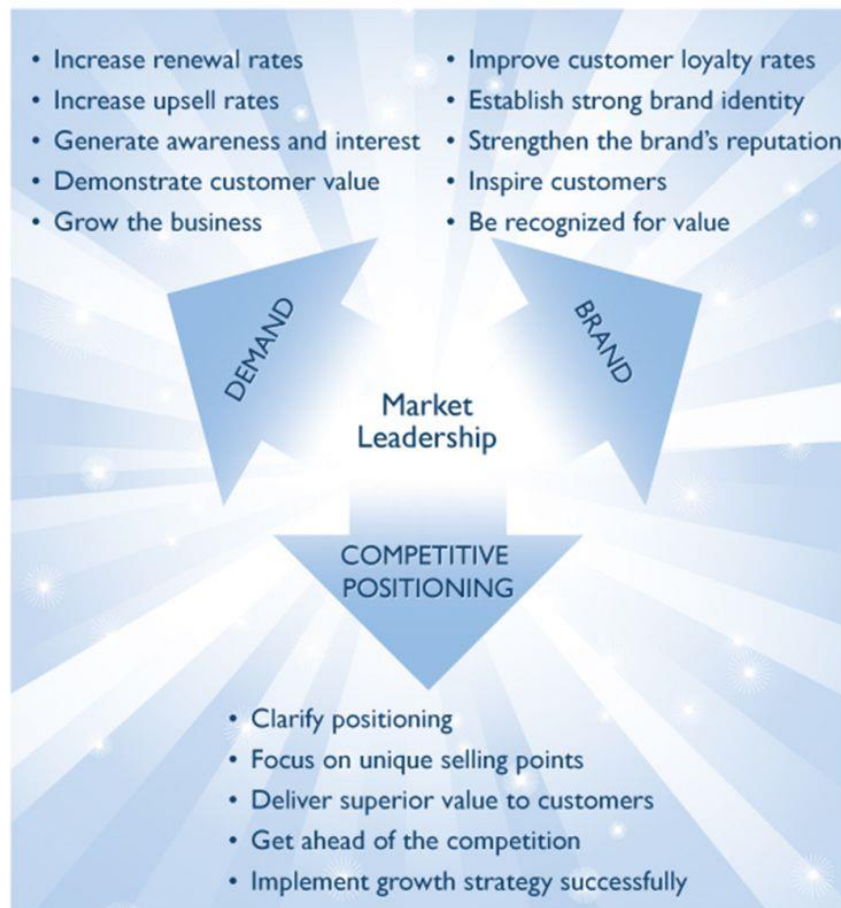 • Increase renewal rates
• Increase upsell rates
• Generate awareness and interest
• Demonstrate customer value
• Grow the business
• Improve customer loyalty rates
• Establish strong brand identity
• Strengthen the brand's reputation
• Inspire customers
• Be recognized for value
DEMAND
BRAND
Market
Leadership
COMPETITIVE
POSITIONING
• Clarify positioning
• Focus on unique selling points
• Deliver superior value to customers
• Get ahead of the competition
• Implement growth strategy successfully